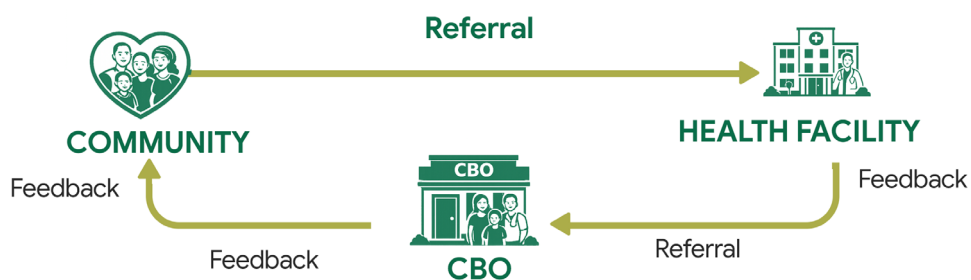 Referral
COMMUNITY
HEALTH FACILITY
Feedback
CBO
Feedback
Referral
Feedback
CBO